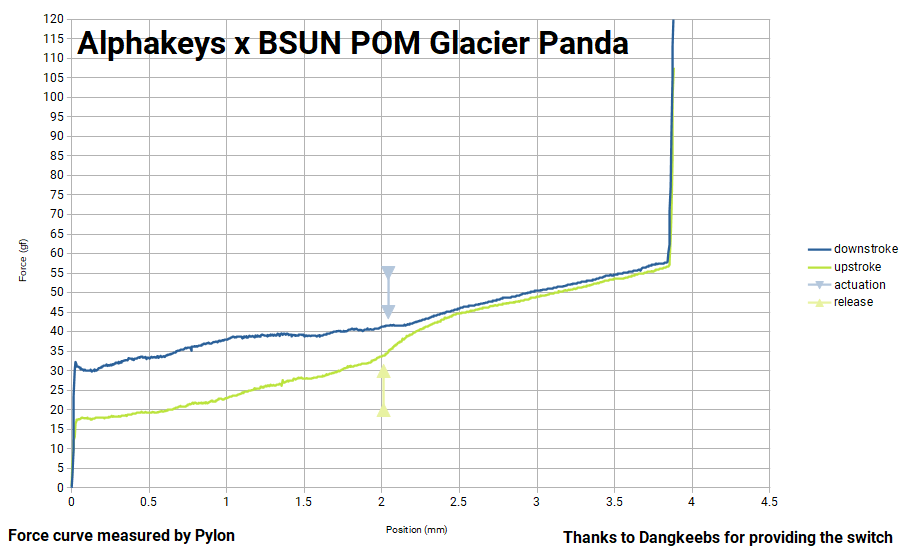 Alphakeys x BSUN POM Glacier Panda
120
115
110
105
100
95
90
85
80
75
70
65
60
55
50
45
40
35
30
25
20
15
10
5
0
Force (gf)
0 0.5 1 1.5 2 2.5 3 3.5 4 4.5
Position (mm)
downstroke
upstroke
actuation
release
Force curve measured by Pylon
Thanks to Dangkeebs for providing the switch